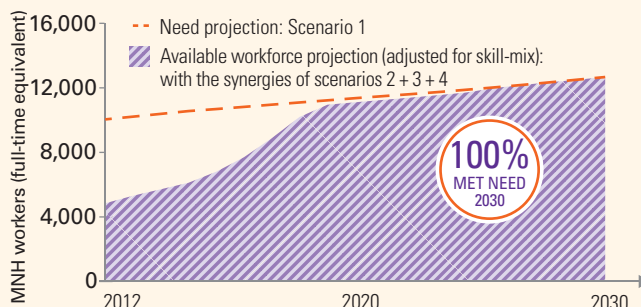 MNH workers (full-time equivalent)
16,000
12,000
8,000
4,000
0
Need projection: Scenario 1
Available workforce projection (adjusted for skill-mix):
with the synergies of scenarios 2 + 3 + 4
100%
MET NEED
2030
2012
2020
2030